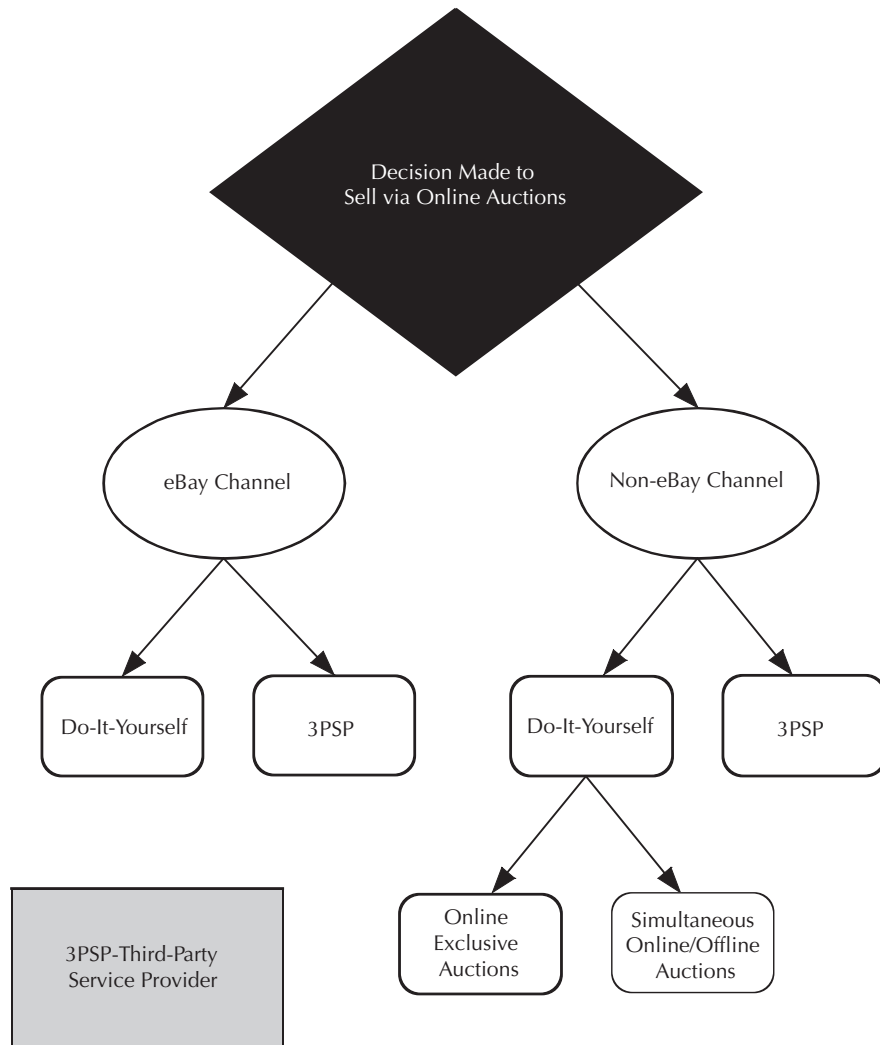 Decision Made to
Sell via Online Auctions
eBay Channel
Non-eBay Channel
Do-It-Yourself
3PSP
Do-It-Yourself
3PSP
Online
Exclusive
Auctions
Simultaneous
Online/Offline
Auctions
3PSP-Third-Party
Service Provider